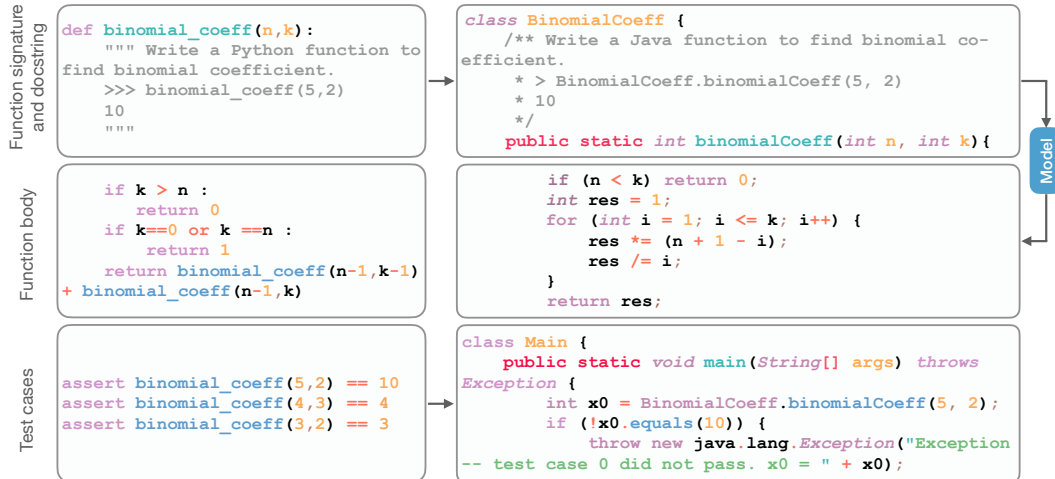 Function signature
and docstring
def binomial_coeff(n,k):
""" Write a Python function to
find binomial coefficient.
>>> binomial_coeff(5,2)
10
"""
class BinomialCoeff {
/** Write a Java function to find binomial co-
efficient.
* > BinomialCoeff.binomialCoeff(5, 2)
* 10
*/
public static int binomialCoeff(int n, int k){
Model
Function body
if k > n :
return 0
if k==0 or k ==n :
return 1
return binomial_coeff(n-1,k-1)
+ binomial_coeff(n-1,k)
if (n < k) return 0;
int res = 1;
for (int i = 1; i <= k; i++) {
res *= (n + 1 - i);
res /= i;
}
return res;
Test cases
assert binomial_coeff(5,2) == 10
assert binomial_coeff(4,3) == 4
assert binomial_coeff(3,2) == 3
class Main {
public static void main(String[] args) throws
Exception {
int x0 = BinomialCoeff.binomialCoeff(5, 2);
if (!x0.equals(10)) {
throw new java.lang.Exception("Exception
-- test case 0 did not pass. x0 = " + x0);